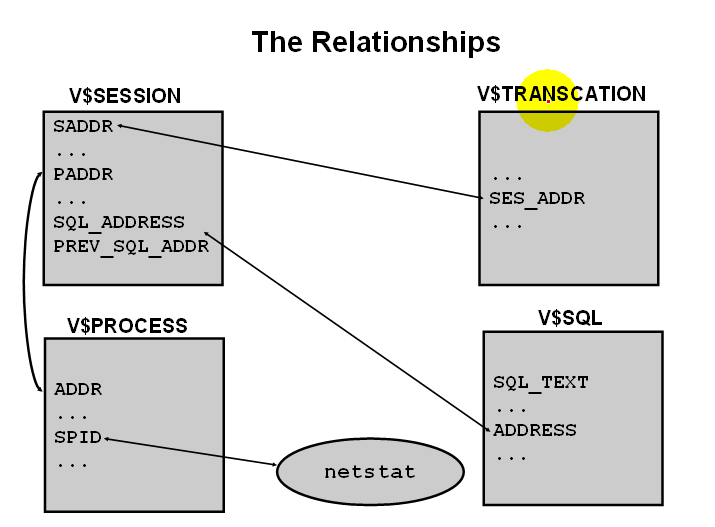 The Relationships
V$SESSION
SADDR
...
PADDR
...
SQL_ADDRESS
PREV_SQL_ADDR
V$TRANSCATION
...
SES_ADDR
...
V$PROCESS
ADDR
...
SPID
...
netstat
V$SQL
SQL_TEXT
...
ADDRESS
...